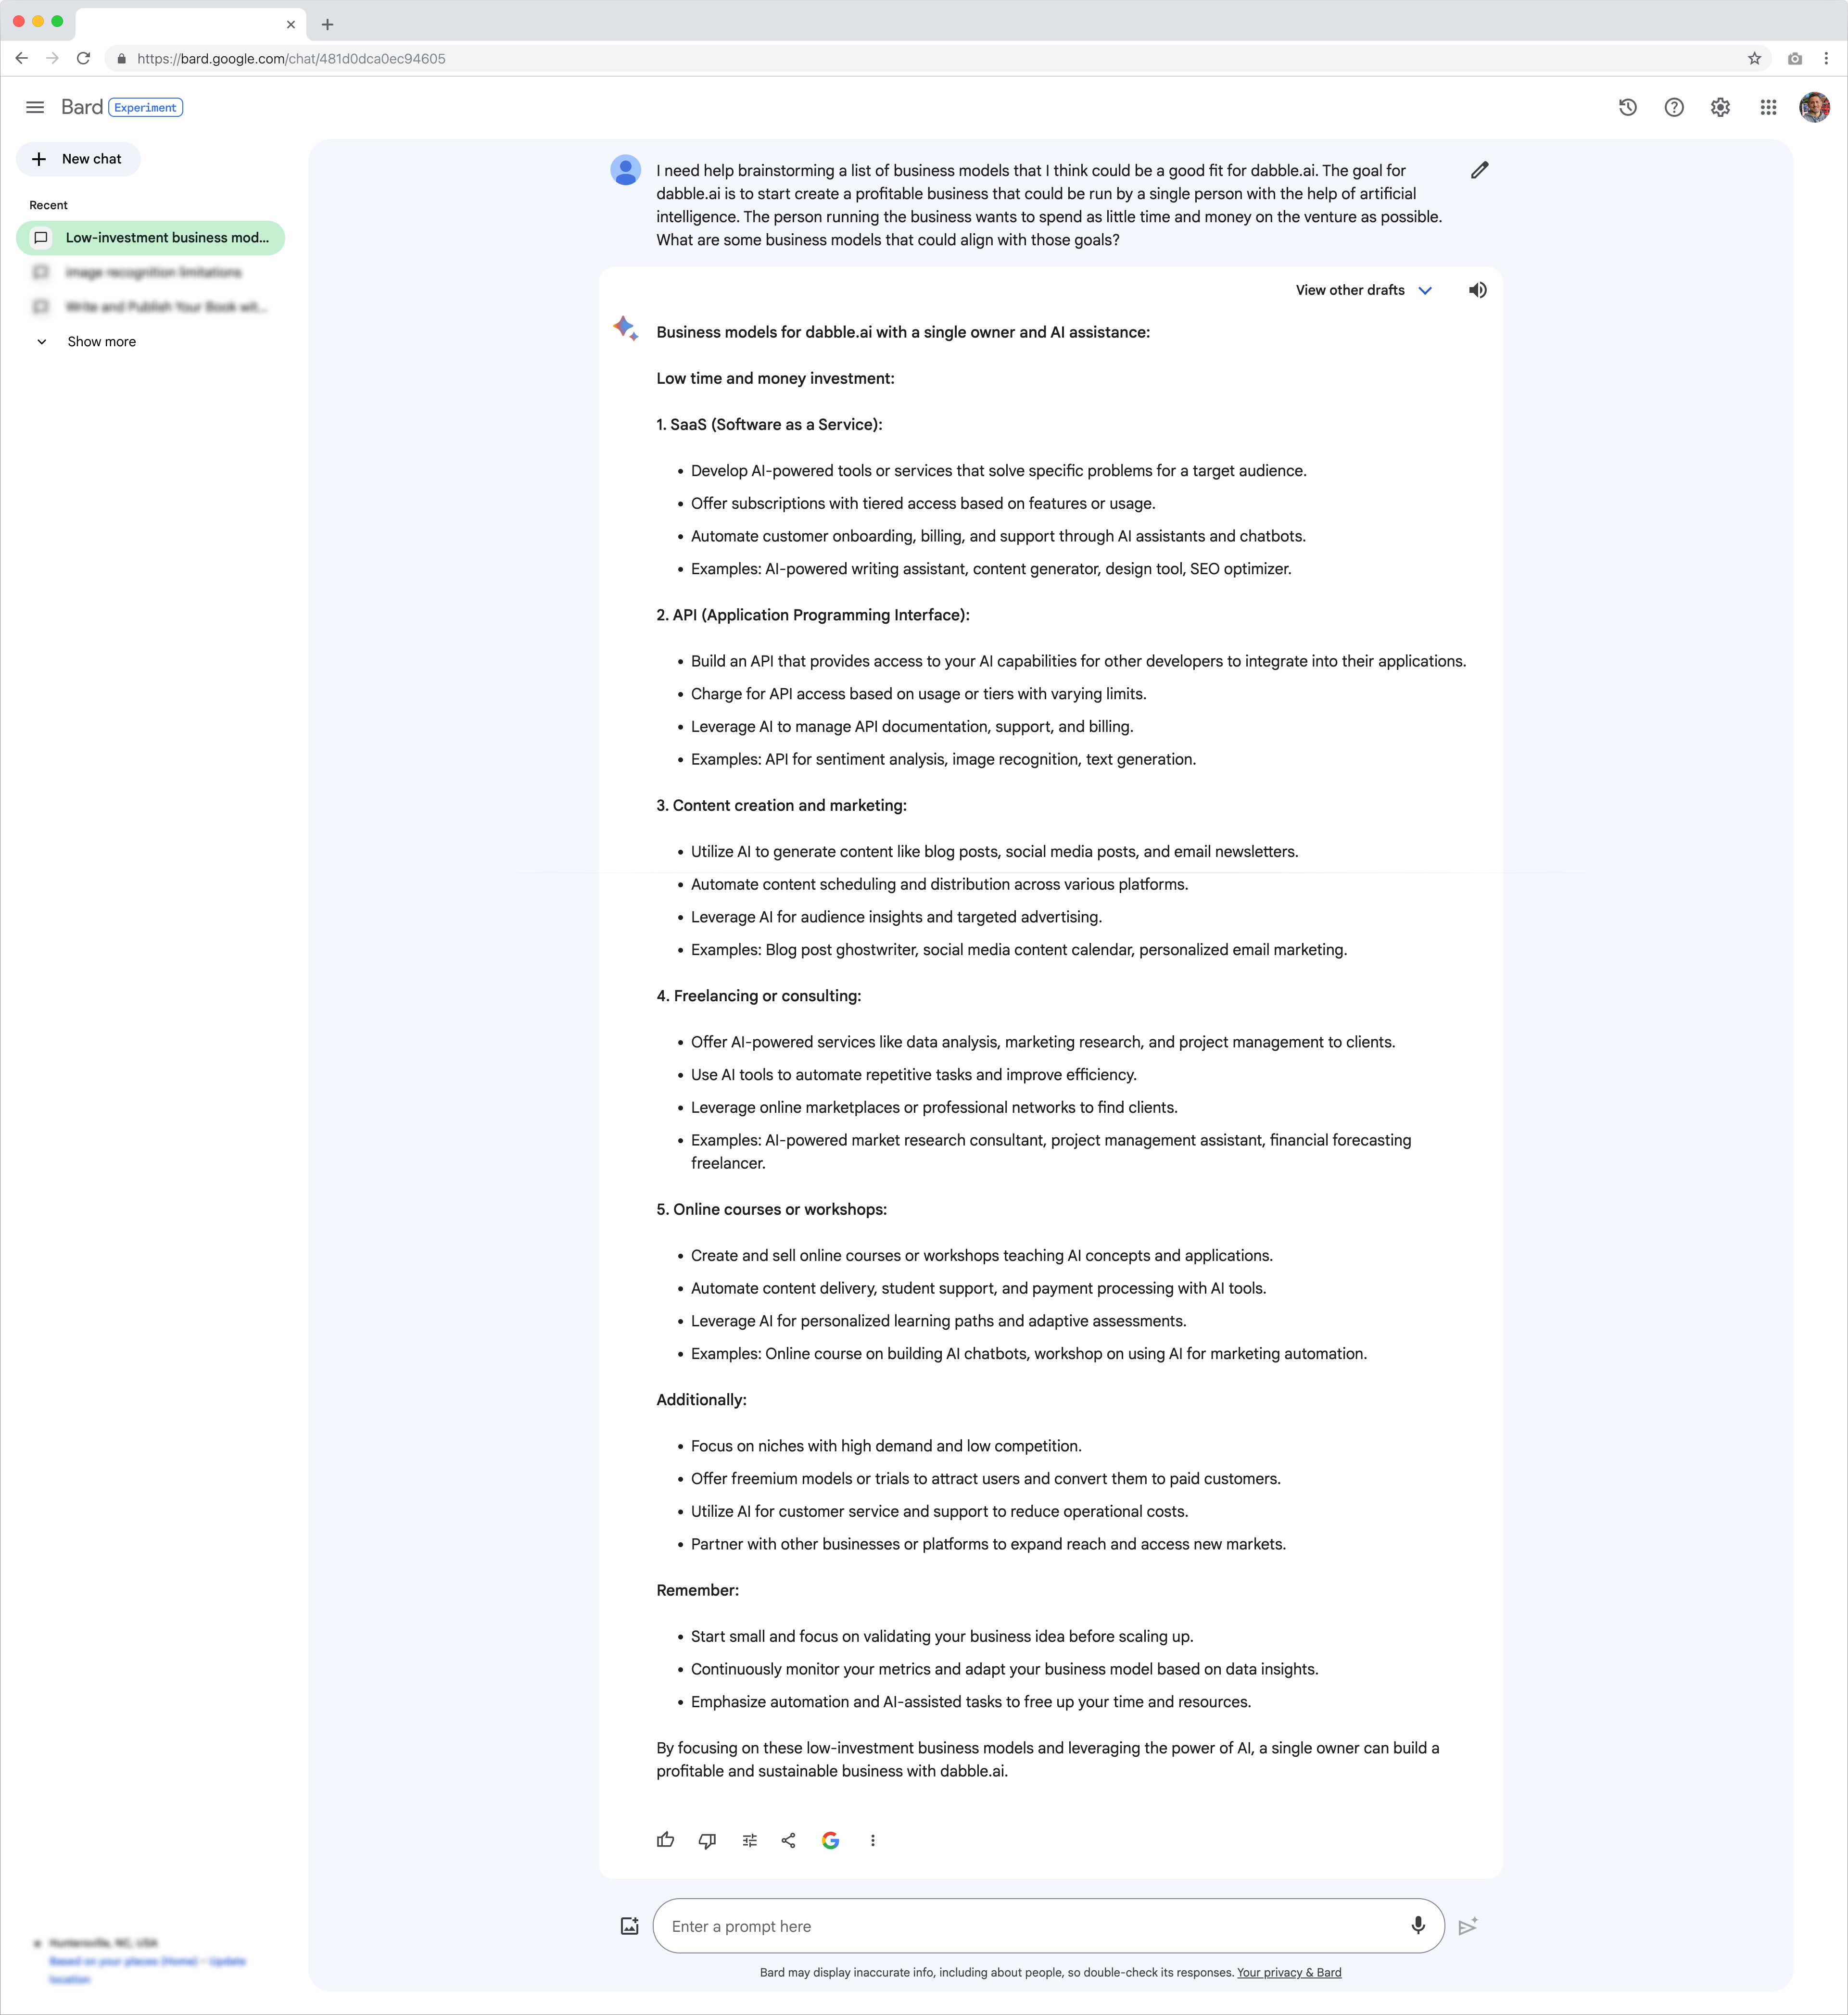 https://bard.google.com/chat/481d0dca0ec94605
Bard Experiment
New chat
Recent
Low-investment business mod...
image recognition limitations
Write and Publish Your Book wit...
Show more
I need help brainstorming a list of business models that I think could be a good fit for dabble.ai. The goal for
dabble.ai is to start create a profitable business that could be run by a single person with the help of artificial
intelligence. The person running the business wants to spend as little time and money on the venture as possible.
What are some business models that could align with those goals?
View other drafts
Business models for dabble.ai with a single owner and AI assistance:
Low time and money investment:
1. SaaS (Software as a Service):
• Develop AI-powered tools or services that solve specific problems for a target audience.
• Offer subscriptions with tiered access based on features or usage.
• Automate customer onboarding, billing, and support through AI assistants and chatbots.
• Examples: AI-powered writing assistant, content generator, design tool, SEO optimizer.
2. API (Application Programming Interface):
• Build an API that provides access to your AI capabilities for other developers to integrate into their applications.
• Charge for API access based on usage or tiers with varying limits.
• Leverage AI to manage API documentation, support, and billing.
• Examples: API for sentiment analysis, image recognition, text generation.
3. Content creation and marketing:
• Utilize AI to generate content like blog posts, social media posts, and email newsletters.
• Automate content scheduling and distribution across various platforms.
• Leverage AI for audience insights and targeted advertising.
• Examples: Blog post ghostwriter, social media content calendar, personalized email marketing.
4. Freelancing or consulting:
• Offer AI-powered services like data analysis, marketing research, and project management to clients.
• Use AI tools to automate repetitive tasks and improve efficiency.
• Leverage online marketplaces or professional networks to find clients.
• Examples: AI-powered market research consultant, project management assistant, financial forecasting
freelancer.
5. Online courses or workshops:
• Create and sell online courses or workshops teaching AI concepts and applications.
• Automate content delivery, student support, and payment processing with AI tools.
• Leverage AI for personalized learning paths and adaptive assessments.
• Examples: Online course on building AI chatbots, workshop on using AI for marketing automation.
Additionally:
• Focus on niches with high demand and low competition.
• Offer freemium models or trials to attract users and convert them to paid customers.
• Utilize AI for customer service and support to reduce operational costs.
• Partner with other businesses or platforms to expand reach and access new markets.
Remember:
• Start small and focus on validating your business idea before scaling up.
• Continuously monitor your metrics and adapt your business model based on data insights.
• Emphasize automation and AI-assisted tasks to free up your time and resources.
By focusing on these low-investment business models and leveraging the power of AI, a single owner can build a
profitable and sustainable business with dabble.ai.
Enter a prompt here
Huntersville, NC, USA
Based on your places (Home) • Update
location
Bard may display inaccurate info, including about people, so double-check its responses. Your privacy & Bard